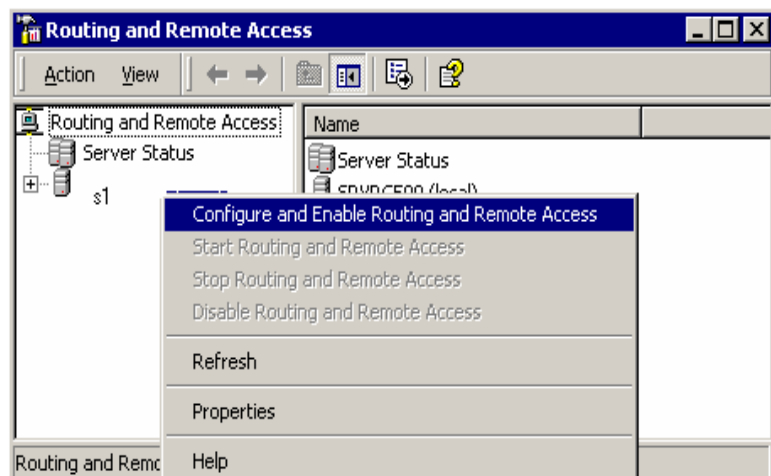 Routing and Remote Access
Action View
Routing and Remote Access
Name
Server Status
Server Status
s1
(local)
Configure and Enable Routing and Remote Access
Start Routing and Remote Access
Stop Routing and Remote Access
Disable Routing and Remote Access
Refresh
Properties
Help
Routing and Remo